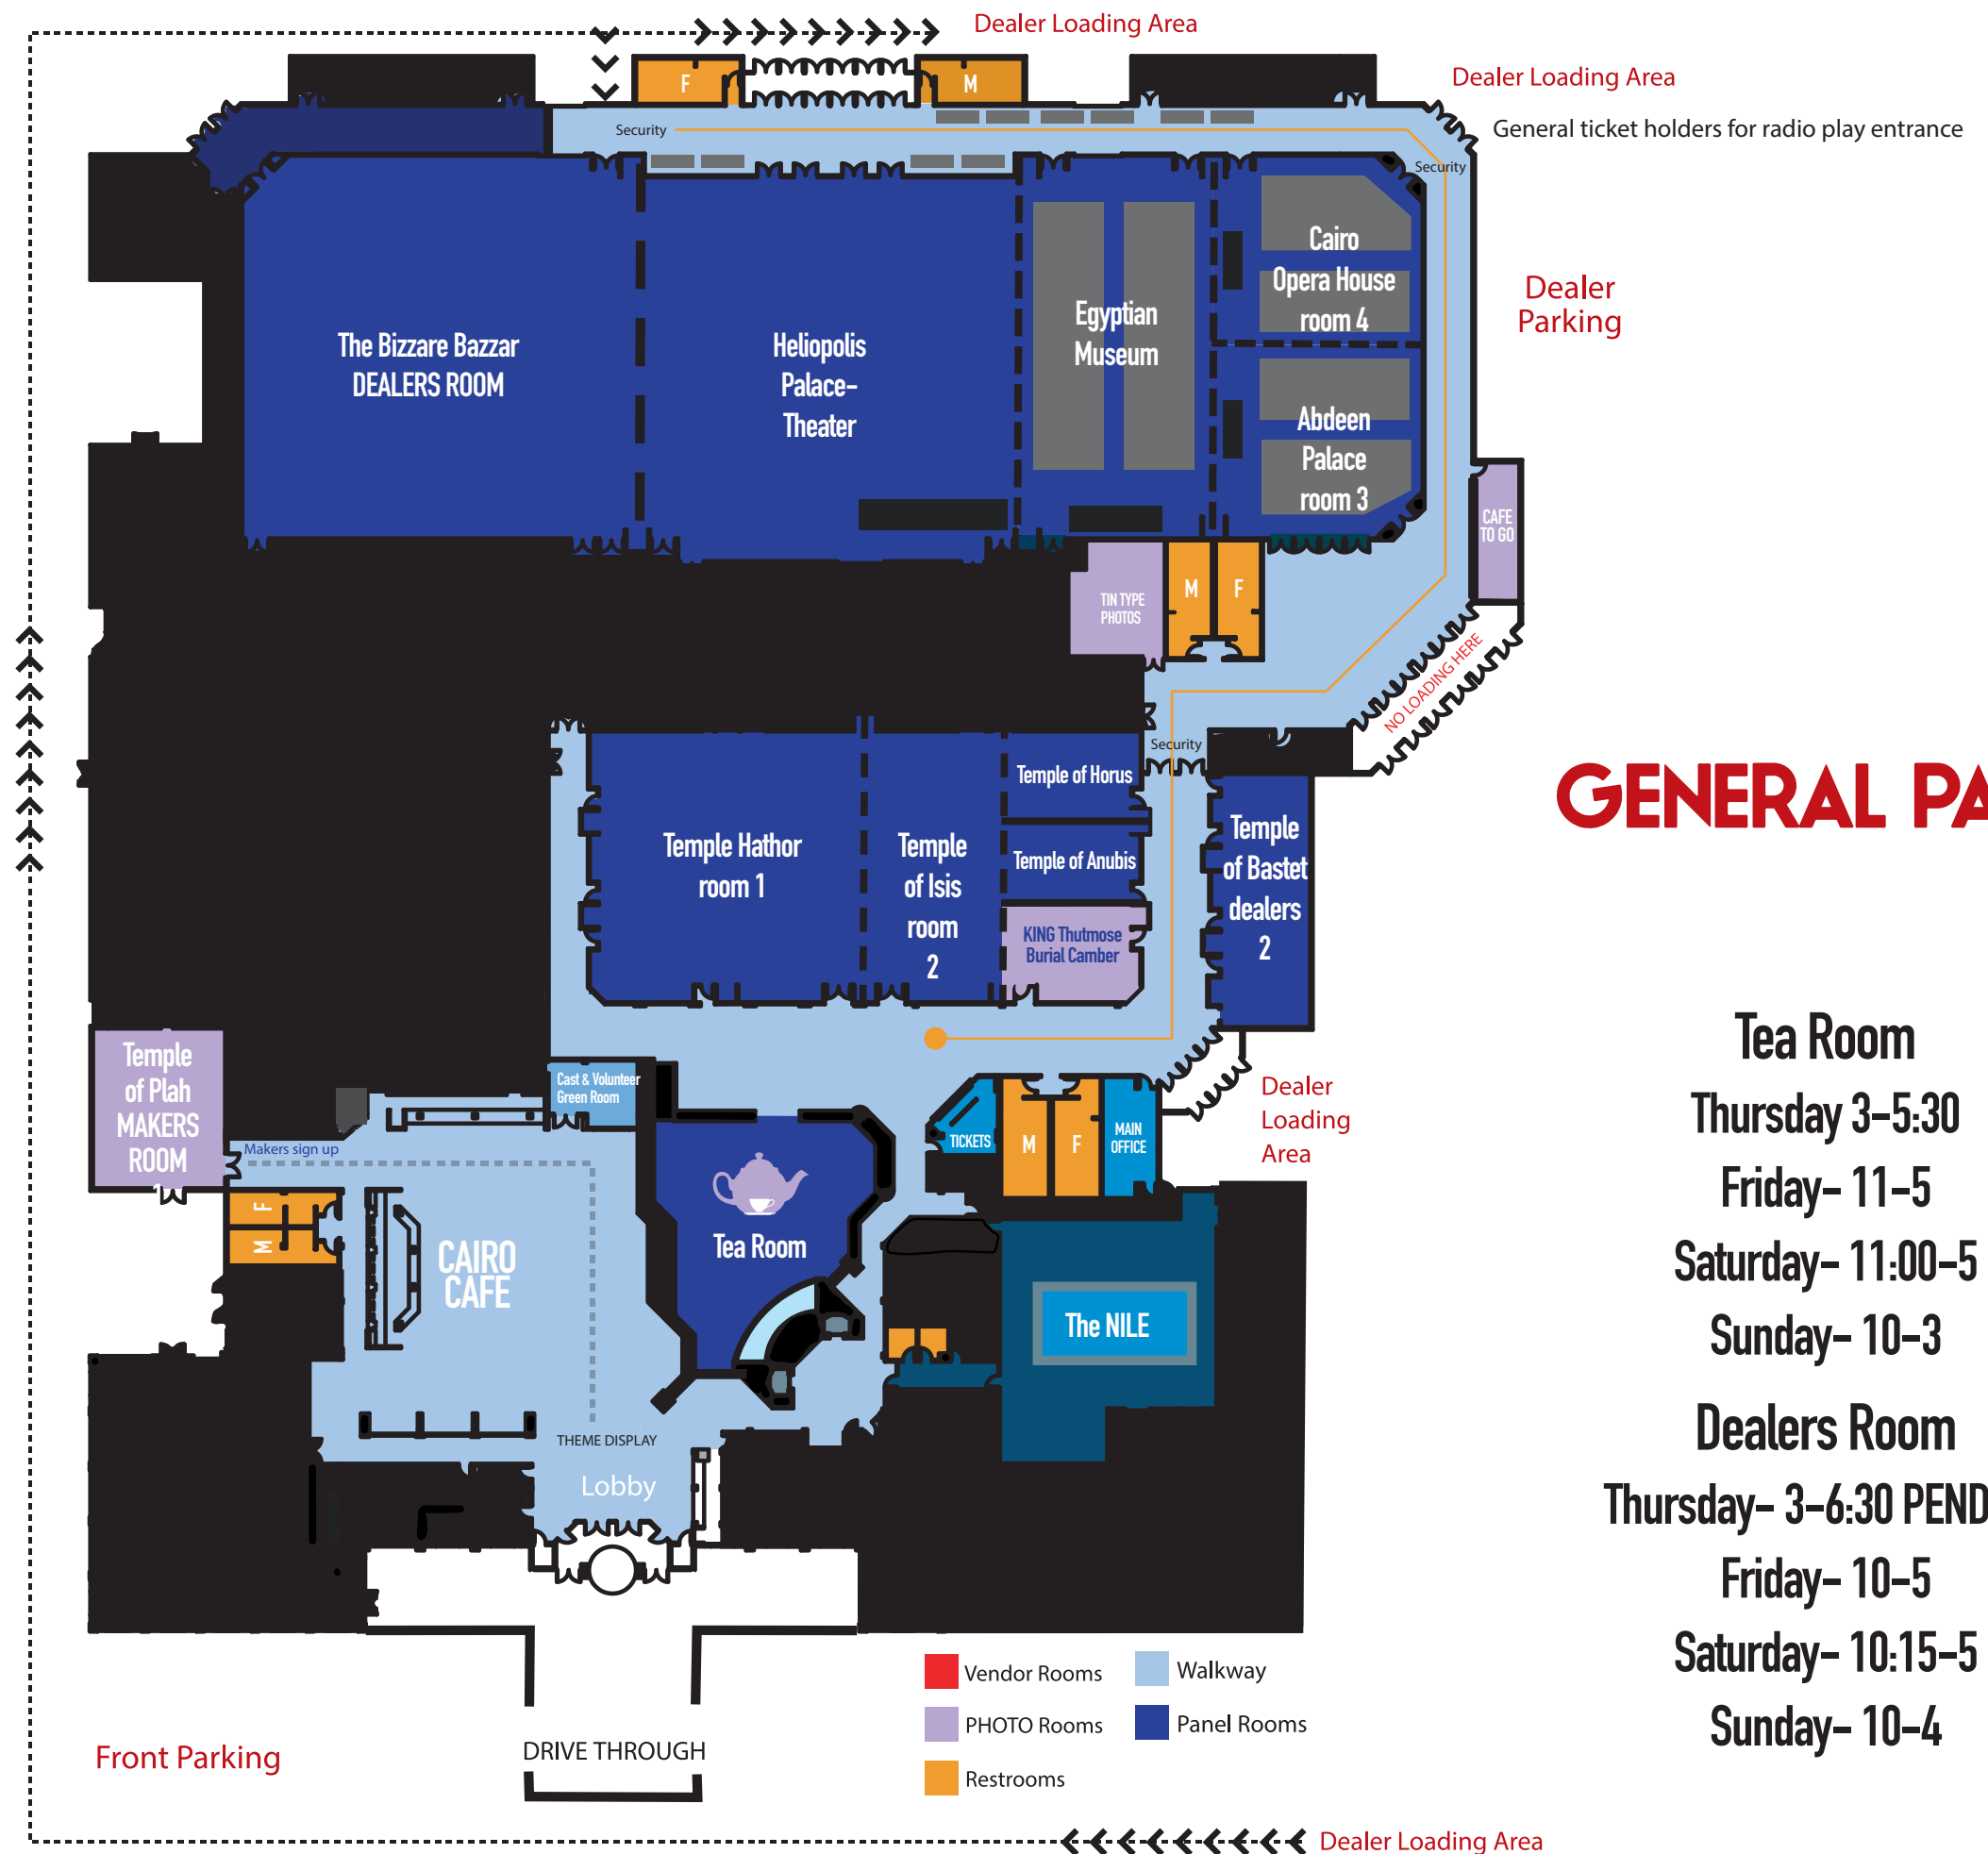 Dealer Loading Area
Dealer Loading Area
General ticket holders for radio play entrance
F
M
Security
Security
Cairo
Opera House
room 4
Dealer
Parking
Egyptian
Museum
The Bizzare Bazzar
DEALERS ROOM
Heliopolis
Palace-
Theater
Abdeen
Palace
room 3
CAFE
TO GO
TIN TYPE
PHOTOS
M
F
NO LOADING HERE
Security
Temple of Horus
GENERAL PA
Temple Hathor
room 1
Temple
of Isis
room
2
Temple of Anubis
Temple
of Bastet
dealers
2
KING Thutmose
Burial Camber
Temple
of Plah
MAKERS
ROOM
Cast & Volunteer
Green Room
Makers sign up
TICKETS
M
F
MAIN
OFFICE
Dealer
Loading
Area
F
M
CAIRO
CAFE
Tea Room
The NILE
THEME DISPLAY
Lobby
Tea Room
Thursday 3-5:30
Friday- 11-5
Saturday- 11:00-5
Sunday- 10-3
Dealers Room
Thursday- 3-6:30 PEND
Friday- 10-5
Saturday- 10:15-5
Sunday- 10-4
Vendor Rooms
Walkway
PHOTO Rooms
Panel Rooms
Restrooms
Front Parking
DRIVE THROUGH
Dealer Loading Area